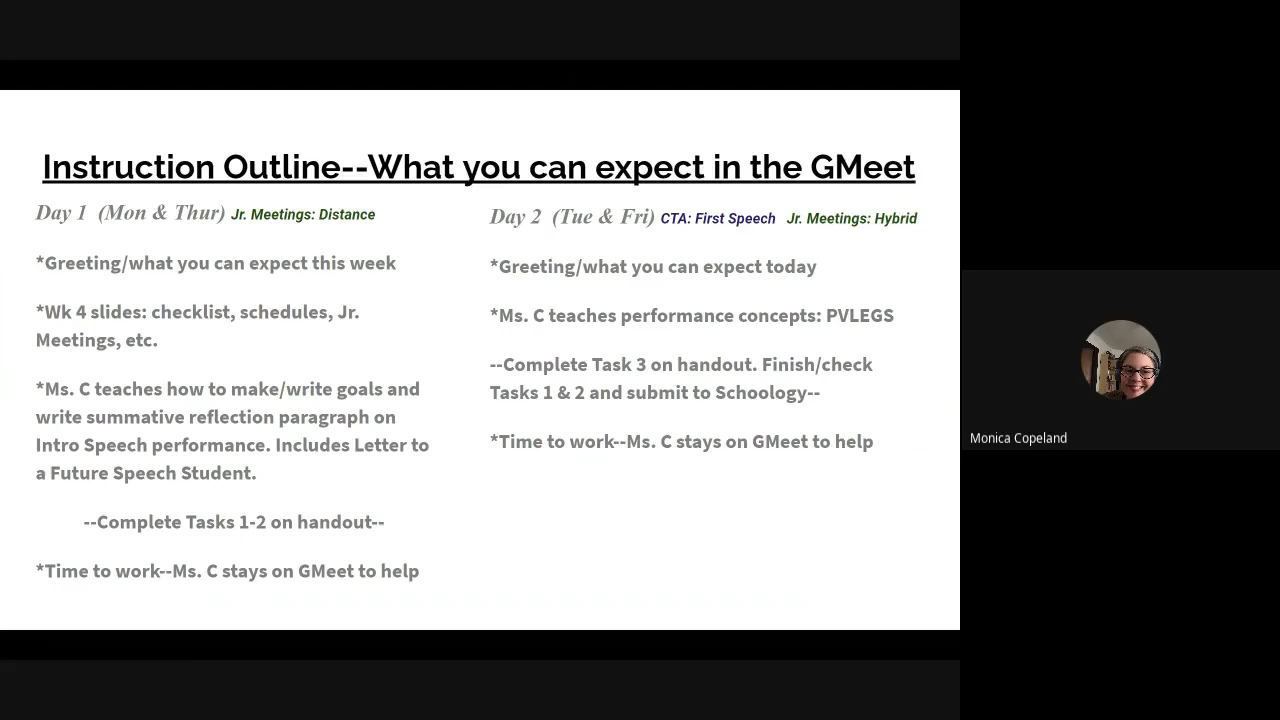 Instruction Outline--What you can expect in the GMeet
Day 1 (Mon & Thur) Jr. Meetings: Distance
*Greeting/what you can expect this week
*Wk 4 slides: checklist, schedules, Jr.
Meetings, etc.
*Ms. C teaches how to make/write goals and
write summative reflection paragraph on
Intro Speech performance. Includes Letter to
a Future Speech Student.
--Complete Tasks 1-2 on handout--
*Time to work--Ms. C stays on GMeet to help
Day 2 (Tue & Fri) CTA: First Speech Jr. Meetings: Hybrid
*Greeting/what you can expect today
*Ms. C teaches performance concepts: PVLEGS
--Complete Task 3 on handout. Finish/check
Tasks 1 & 2 and submit to Schoology--
*Time to work--Ms. C stays on GMeet to help
Monica Copeland